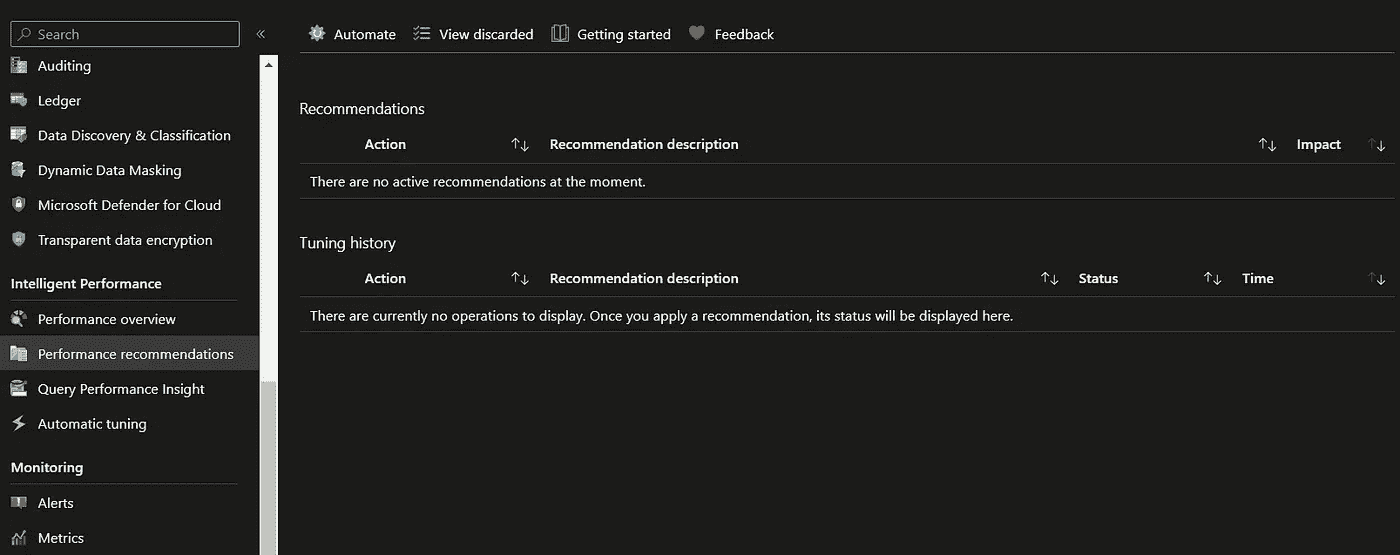 Search
«
Auditing
Ledger
Data Discovery & Classification
Dynamic Data Masking
Microsoft Defender for Cloud
Transparent data encryption
Intelligent Performance
Performance overview
Performance recommendations
Query Performance Insight
Automatic tuning
Monitoring
Alerts
Metrics
Automate View discarded Getting started Feedback
Recommendations
Action ↑↓ Recommendation description ↑↓ Impact ↑↓
There are no active recommendations at the moment.
Tuning history
Action ↑↓ Recommendation description ↑↓ Status ↑↓ Time ↑↓
There are currently no operations to display. Once you apply a recommendation, its status will be displayed here.